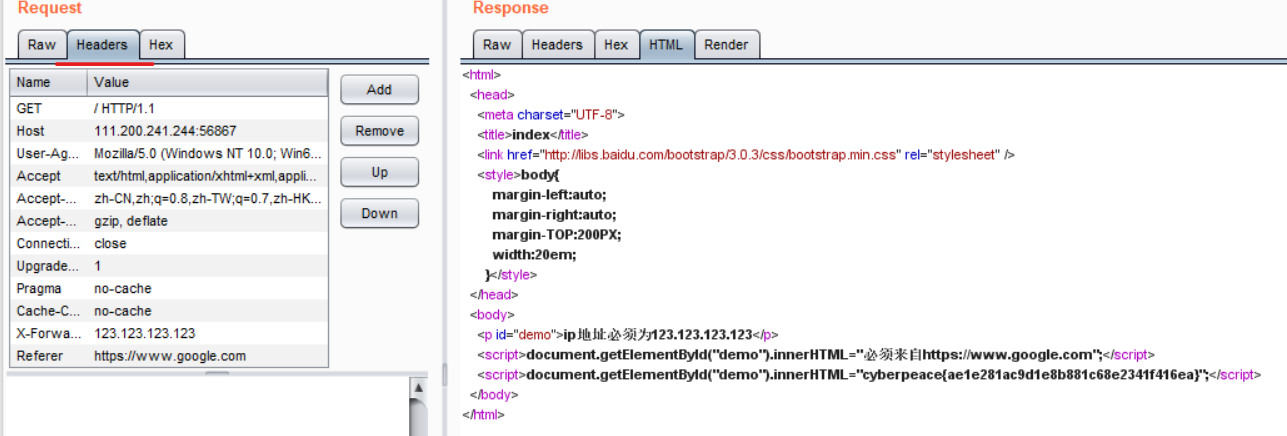 Request
Raw Headers Hex
Name Value
GET / HTTP/1.1
Host 111.200.241.244:56867
User-Ag... Mozilla/5.0 (Windows NT 10.0; Win6...
Accept text/html,application/xhtml+xml,appli...
Accept-... zh-CN,zh;q=0.8,zh-TW;q=0.7,zh-HK...
Accept-... gzip, deflate
Connecti... close
Upgrade... 1
Pragma no-cache
Cache-C... no-cache
X-Forwa... 123.123.123.123
Referer https://www.google.com
Add
Remove
Up
Down
Response
Raw Headers Hex HTML Render
<html>
<head>
<meta charset="UTF-8">
<title>index</title>
<link href="http://libs.baidu.com/bootstrap/3.0.3/css/bootstrap.min.css" rel="stylesheet" />
<style>body{
margin-left:auto;
margin-right:auto;
margin-TOP:200PX;
width:20em;
}</style>
</head>
<body>
<p id="demo">ip地址必须为123.123.123.123</p>
<script>document.getElementById("demo").innerHTML="必须来自https://www.google.com";</script>
<script>document.getElementById("demo").innerHTML="cyberpeace{ae1e281ac9d1e8b881c68e2341f416ea}";</script>
</body>
</html>